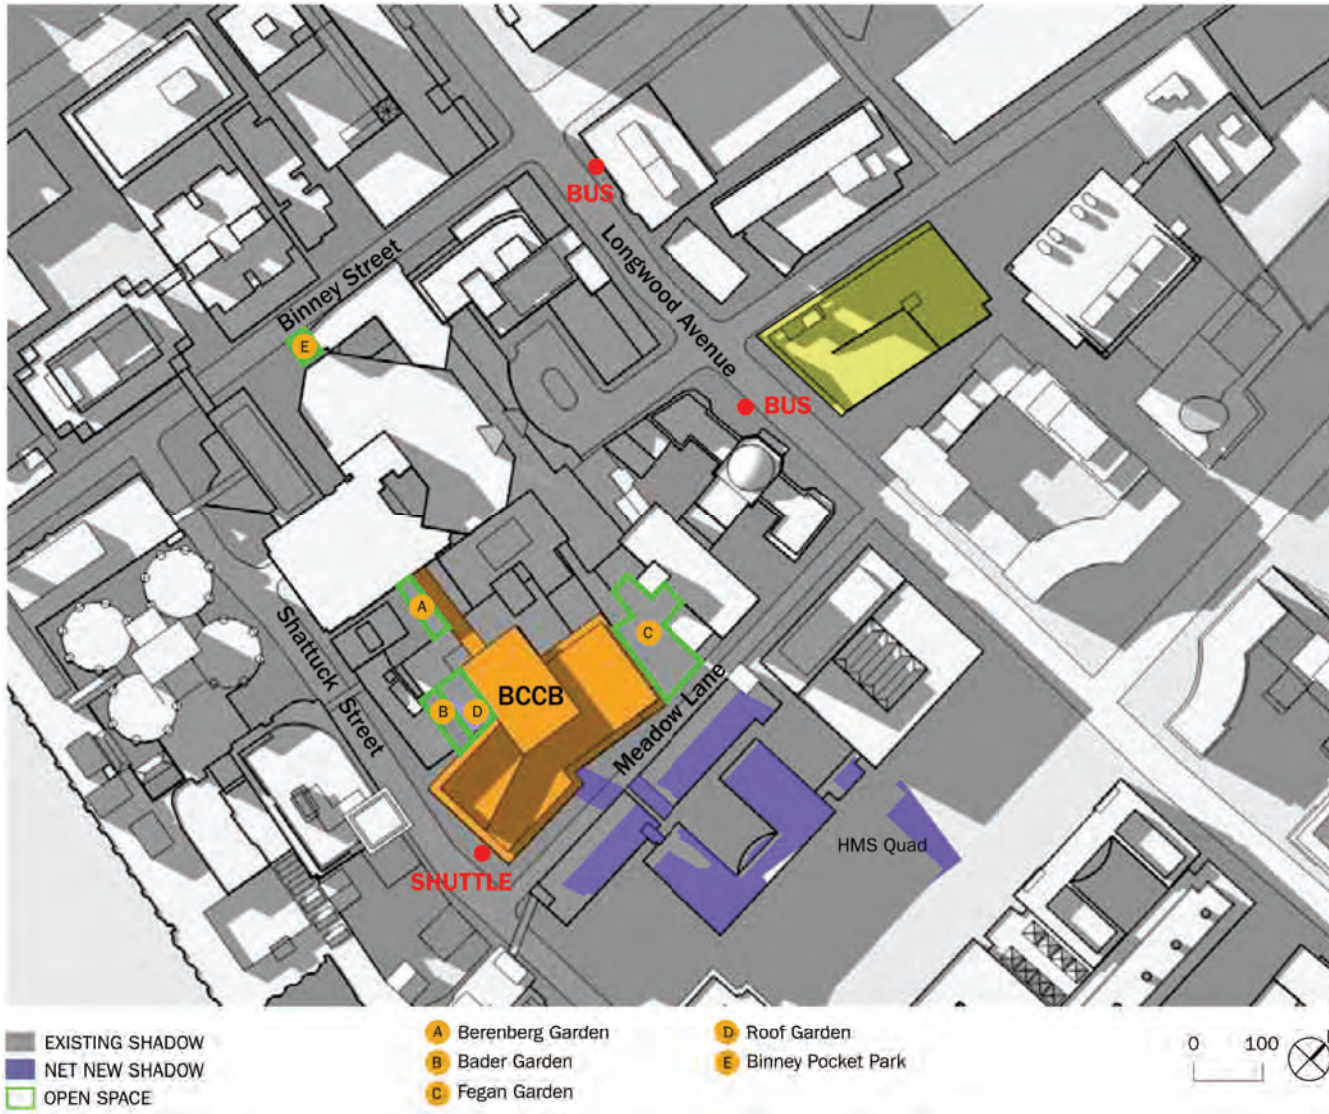 BUS
Longwood Avenue
Binney Street
E
BUS
A
Shattuck Street
C
B
D
BCCB
Meadow Lane
HMS Quad
SHUTTLE
EXISTING SHADOW
NET NEW SHADOW
OPEN SPACE
A Berenberg Garden
B Bader Garden
C Fegan Garden
D Roof Garden
E Binney Pocket Park
0 100